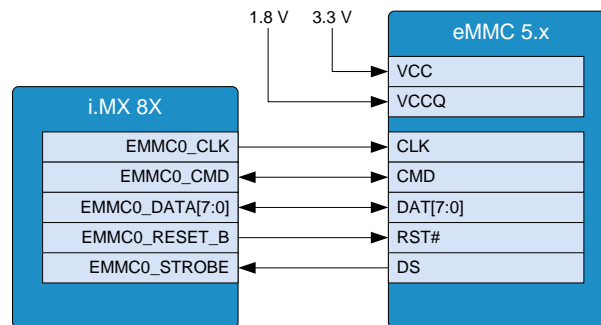 1.8 V 3.3 V
eMMC 5.x
VCC
VCCQ
i.MX 8X
EMMC0_CLK CLK
EMMC0_CMD CMD
EMMC0_DATA[7:0] DAT[7:0]
EMMC0_RESET_B RST#
EMMC0_STROBE DS